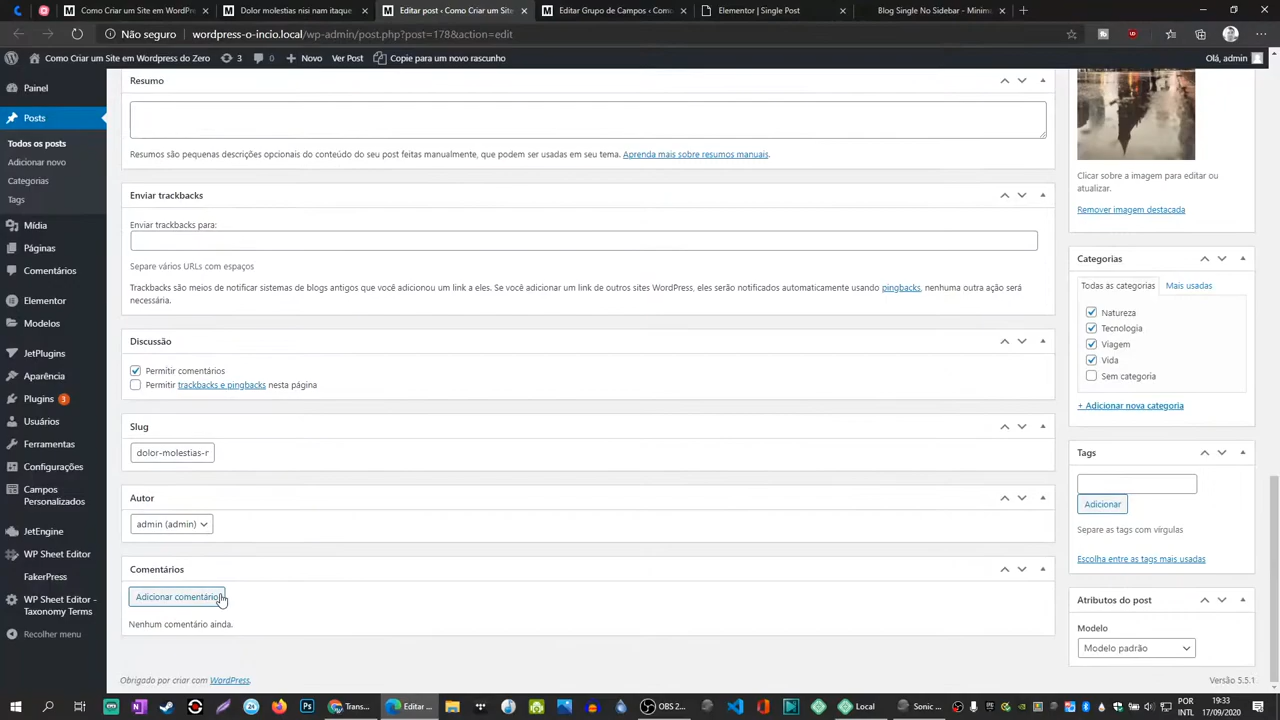 Como Criar um Site em WordPr
Dolor molestias nisi nam itaque
Editar post ‹ Como Criar um Site
Editar Grupo de Campos ‹ Com
Elementor Single Post
Blog Single No Sidebar - Minim
Não seguro
wordpress-o-incio.local/wp-admin/post.php?post=178&action=edit
Como Criar um Site em Wordpress do Zero
3
0
Novo
Ver Post
Copie para um novo rascunho
Olá, admin
Painel
Posts
Todos os posts
Adicionar novo
Categorias
Tags
Mídia
Páginas
Comentários
Elementor
Modelos
JetPlugins
Aparência
Plugins 3
Usuários
Ferramentas
Configurações
Campos
Personalizados
JetEngine
WP Sheet Editor
FakerPress
WP Sheet Editor -
Taxonomy Terms
Recolher menu
Resumo
Resumos são pequenas descrições opcionais do conteúdo do seu post feitas manualmente, que podem ser usadas em seu tema. Aprenda mais sobre resumos manuais.
Enviar trackbacks
Enviar trackbacks para:
Separe vários URLs com espaços
Trackbacks são meios de notificar sistemas de blogs antigos que você adicionou um link a eles. Se você adicionar um link de outros sites WordPress, eles serão notificados automaticamente usando pingbacks, nenhuma outra ação será
necessária.
Discussão
Permitir comentários
Permitir trackbacks e pingbacks nesta página
Slug
dolor-molestias-r
Autor
admin (admin)
Comentários
Adicionar comentário
Nenhum comentário ainda.
Obrigado por criar com WordPress.
Clicar sobre a imagem para editar ou
atualizar.
Remover imagem destacada
Categorias
Todas as categorias
Mais usadas
Natureza
Tecnologia
Viagem
Vida
Sem categoria
+ Adicionar nova categoria
Tags
Adicionar
Separe as tags com vírgulas
Escolha entre as tags mais usadas
Atributos do post
Modelo
Modelo padrão
Versão 5.5.1
Trans...
Editar ...
OBS 2...
Local
Sonic ...
POR
INTL
19:33
17/09/2020